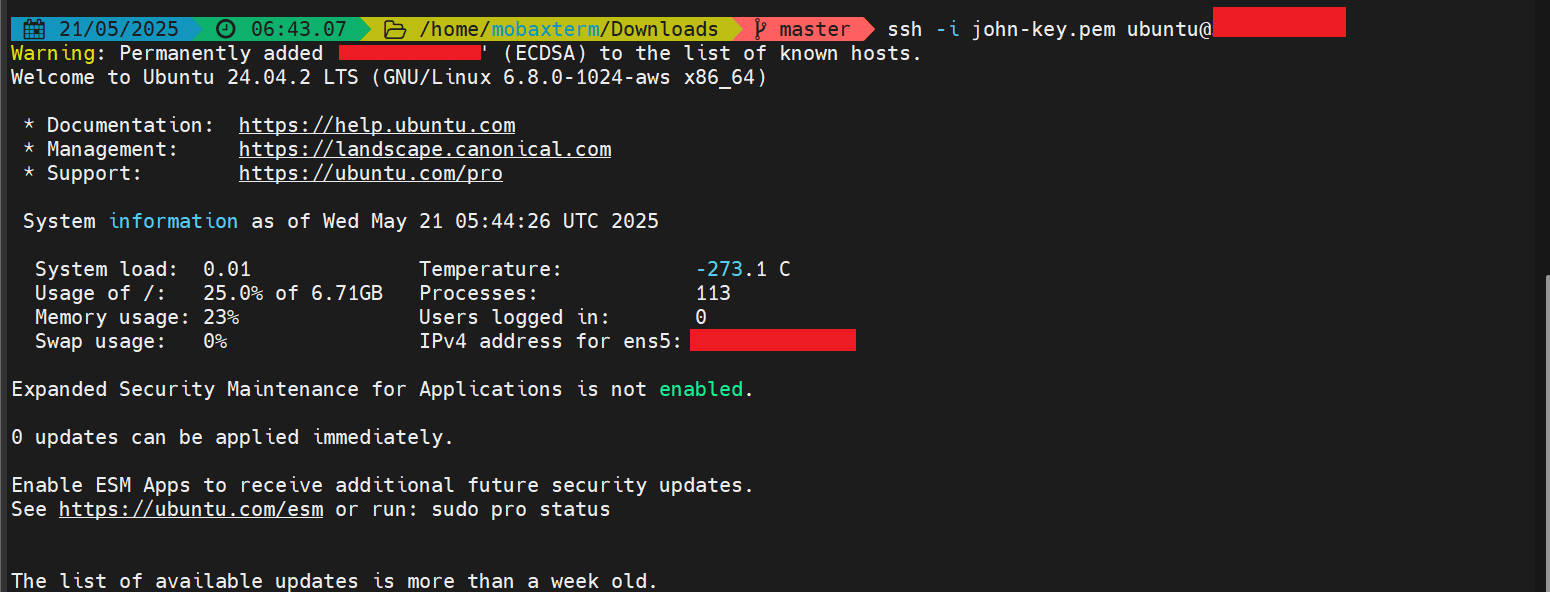 21/05/2025 06:43.07 /home/mobaxterm/Downloads master ssh -i john-key.pem ubuntu@
Warning: Permanently added ' (ECDSA) to the list of known hosts.
Welcome to Ubuntu 24.04.2 LTS (GNU/Linux 6.8.0-1024-aws x86_64)
* Documentation: https://help.ubuntu.com
* Management: https://landscape.canonical.com
* Support: https://ubuntu.com/pro
System information as of Wed May 21 05:44:26 UTC 2025
System load: 0.01 Temperature: -273.1 C
Usage of /: 25.0% of 6.71GB Processes: 113
Memory usage: 23% Users logged in: 0
Swap usage: 0% IPv4 address for ens5:
Expanded Security Maintenance for Applications is not enabled.
0 updates can be applied immediately.
Enable ESM Apps to receive additional future security updates.
See https://ubuntu.com/esm or run: sudo pro status
The list of available updates is more than a week old.